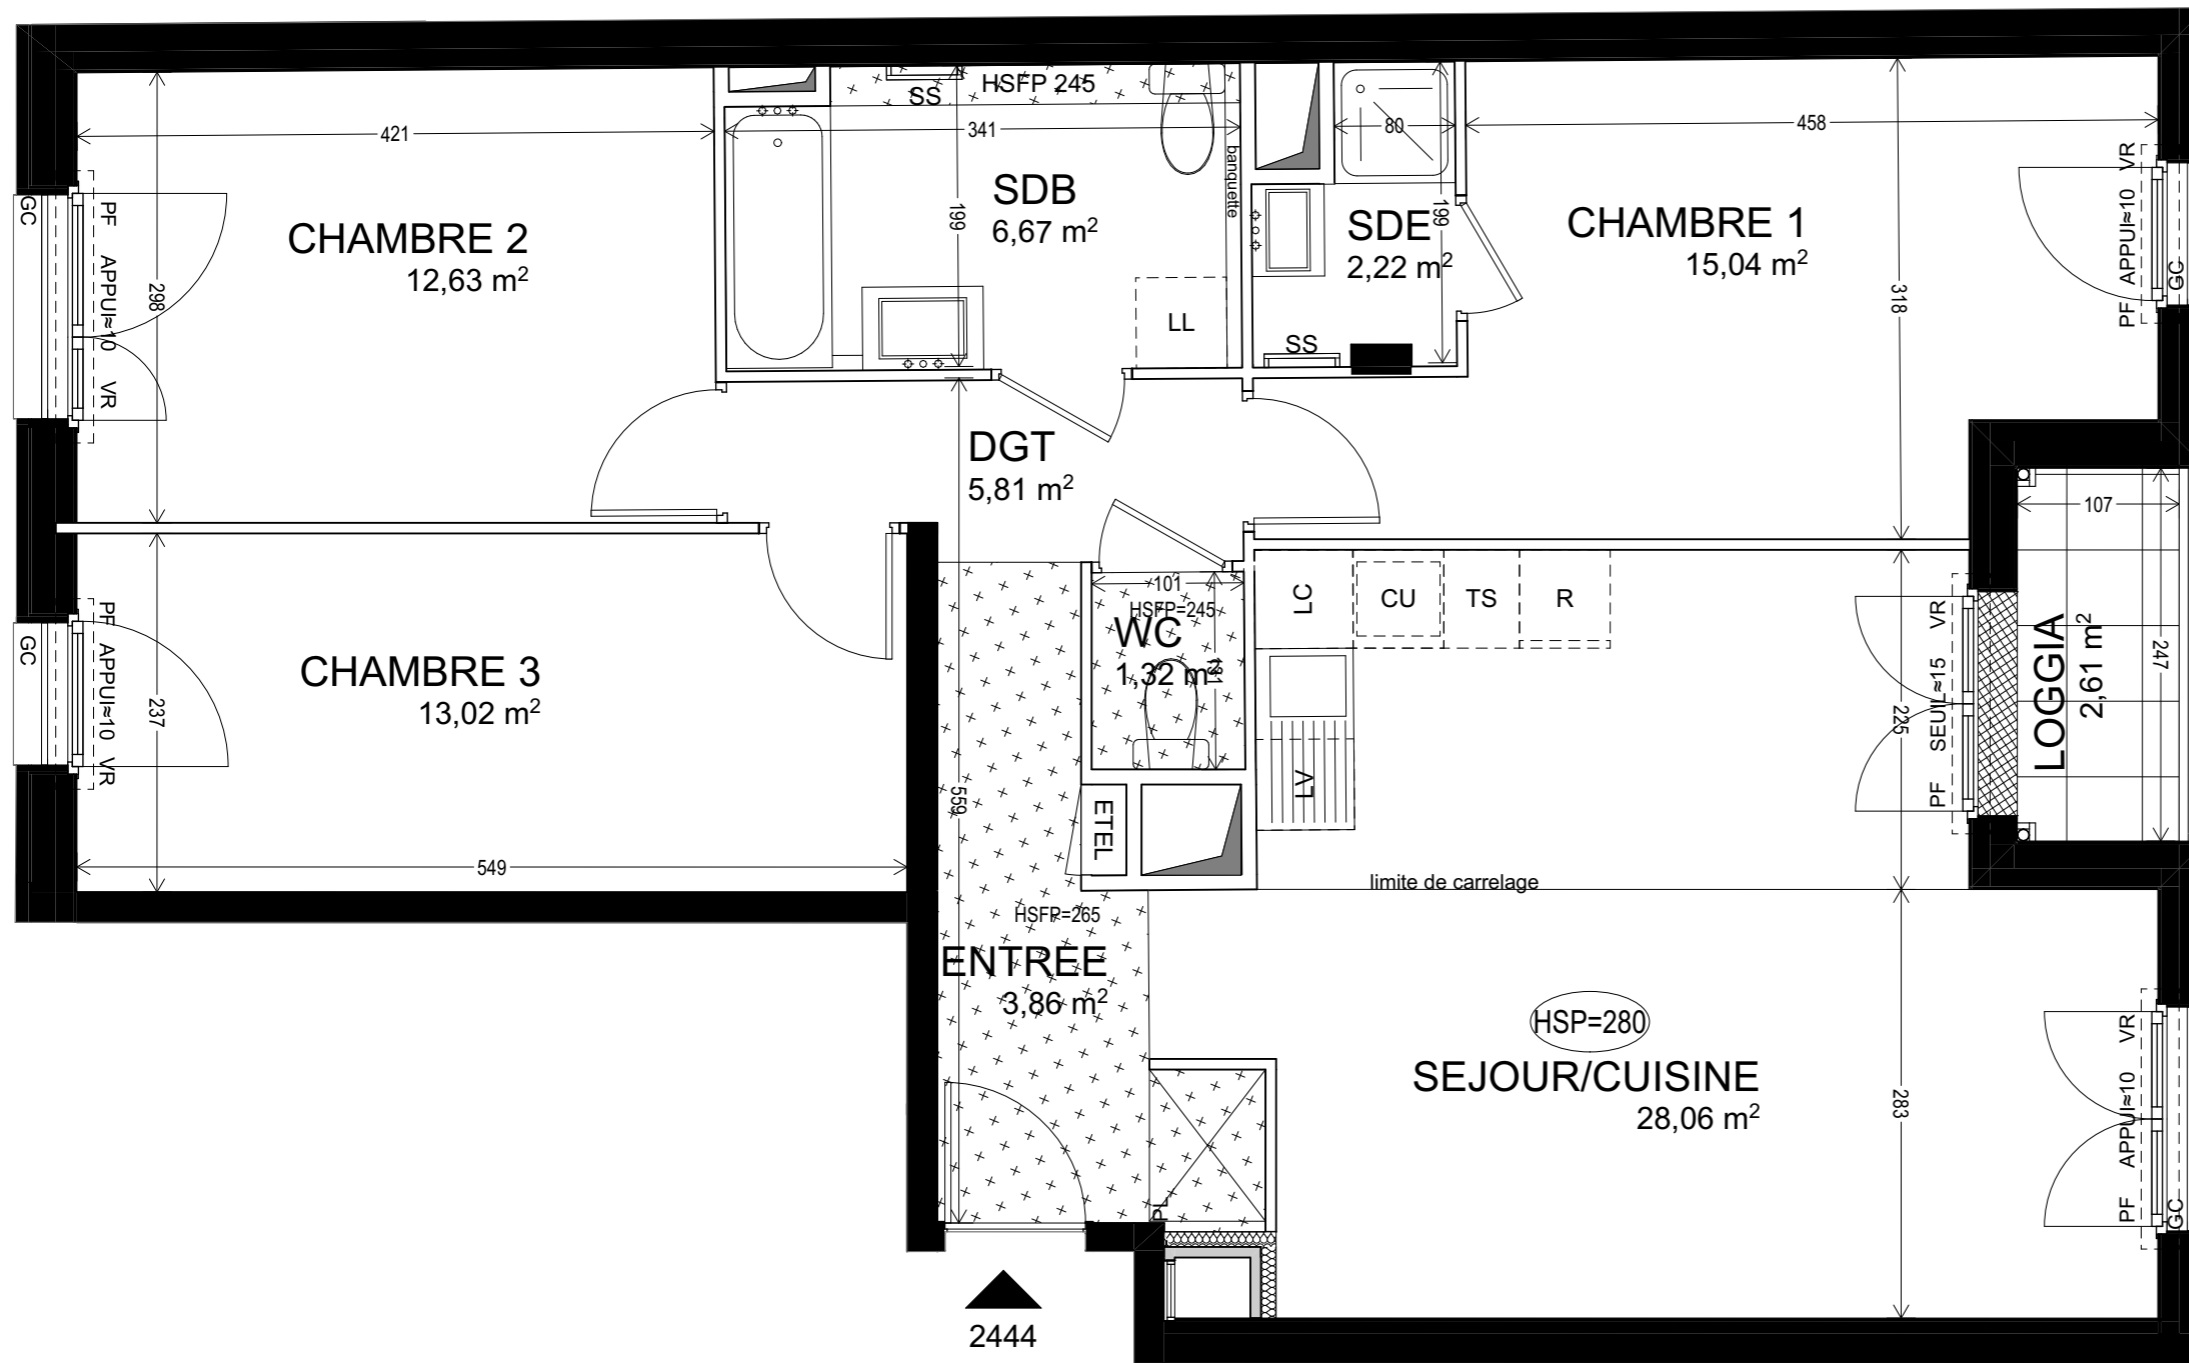 HSFP 245
SS
421
341
80
458
banquette
VR
PF APPUI≈10
GC
GC
PF APPUI≈10 VR
CHAMBRE 2
12,63 m²
298
SDB
6,67 m²
199
SDE
2,22 m²
199
CHAMBRE 1
15,04 m²
318
LL
SS
DGT
5,81 m²
107
101
HSFP=245
WC
1,32 m²
131
LC
CU
TS
R
LV
VR
SEUIL≈15
PF
225
LOGGIA
2,61 m²
247
GC
PF APPUI≈10 VR
CHAMBRE 3
13,02 m²
237
549
559
ETEL
limite de carrelage
HSFP=265
ENTREE
3,86 m²
HSP=280
SEJOUR/CUISINE
28,06 m²
283
VR
APPUI≈10
PF
GC
PL
2444